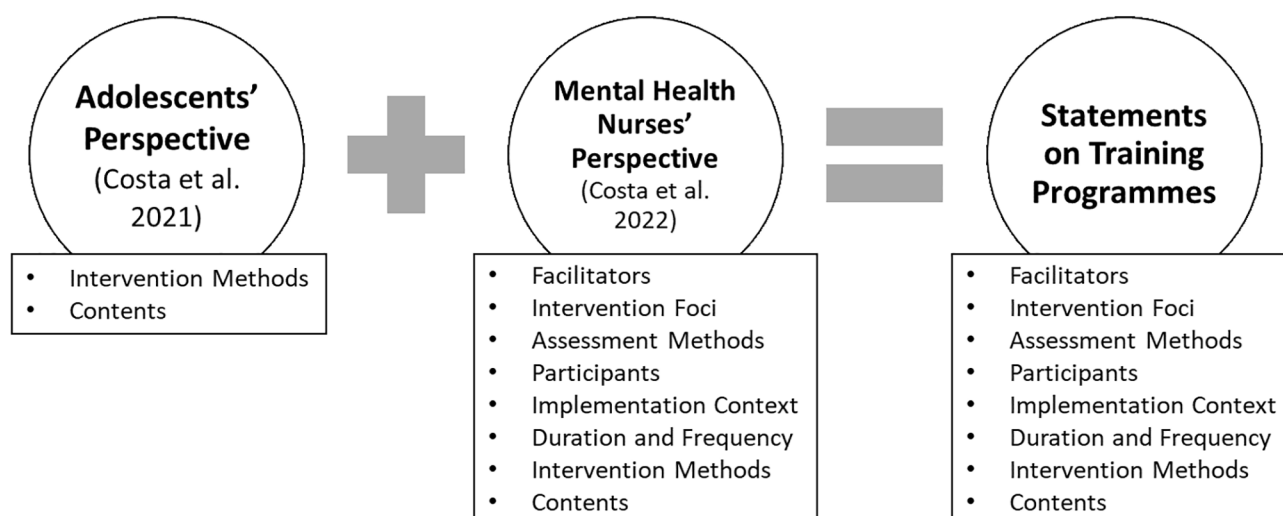 Adolescents’
Perspective
(Costa et al.
2021)
• Intervention Methods
• Contents
Mental Health
Nurses’
Perspective
(Costa et al.
2022)
• Facilitators
• Intervention Foci
• Assessment Methods
• Participants
• Implementation Context
• Duration and Frequency
• Intervention Methods
• Contents
Statements
on Training
Programmes
• Facilitators
• Intervention Foci
• Assessment Methods
• Participants
• Implementation Context
• Duration and Frequency
• Intervention Methods
• Contents